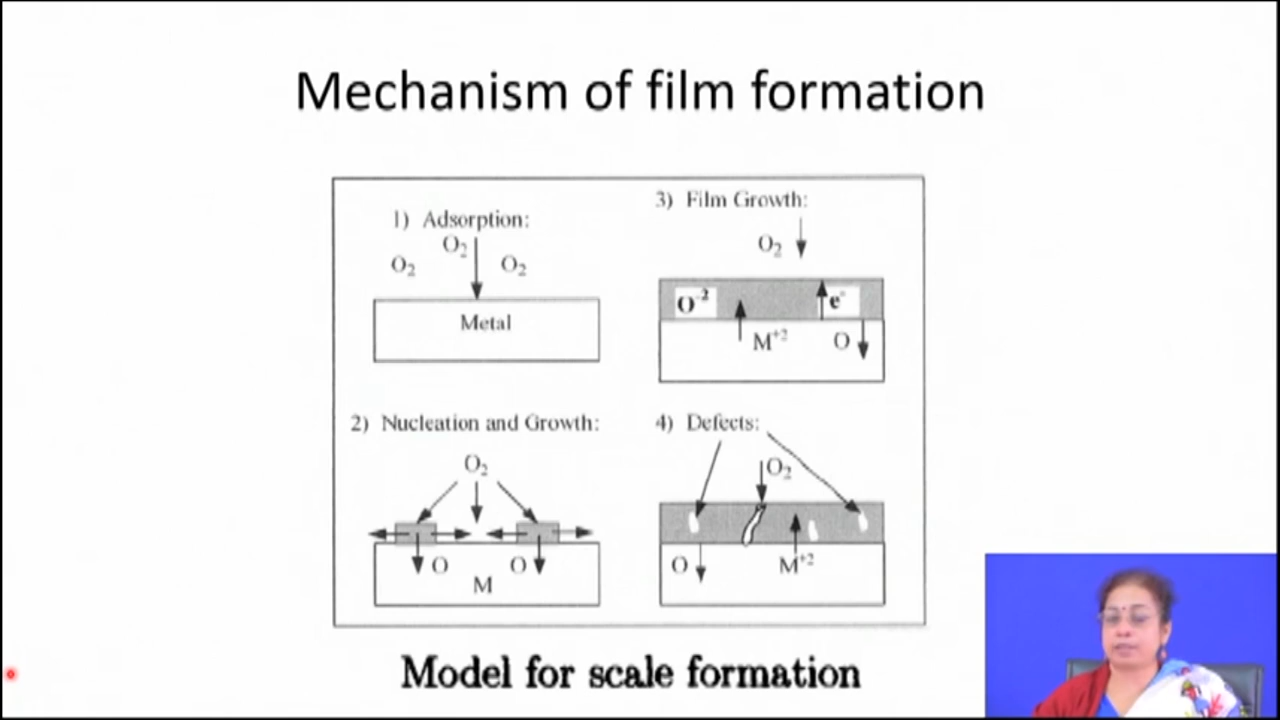 Mechanism of film formation
1) Adsorption:
O₂
O₂
O₂
Metal
2) Nucleation and Growth:
O₂
O
O
M
3) Film Growth:
O₂
O⁻²
e⁻
M⁺²
O
4) Defects:
O₂
O
M⁺²
Model for scale formation